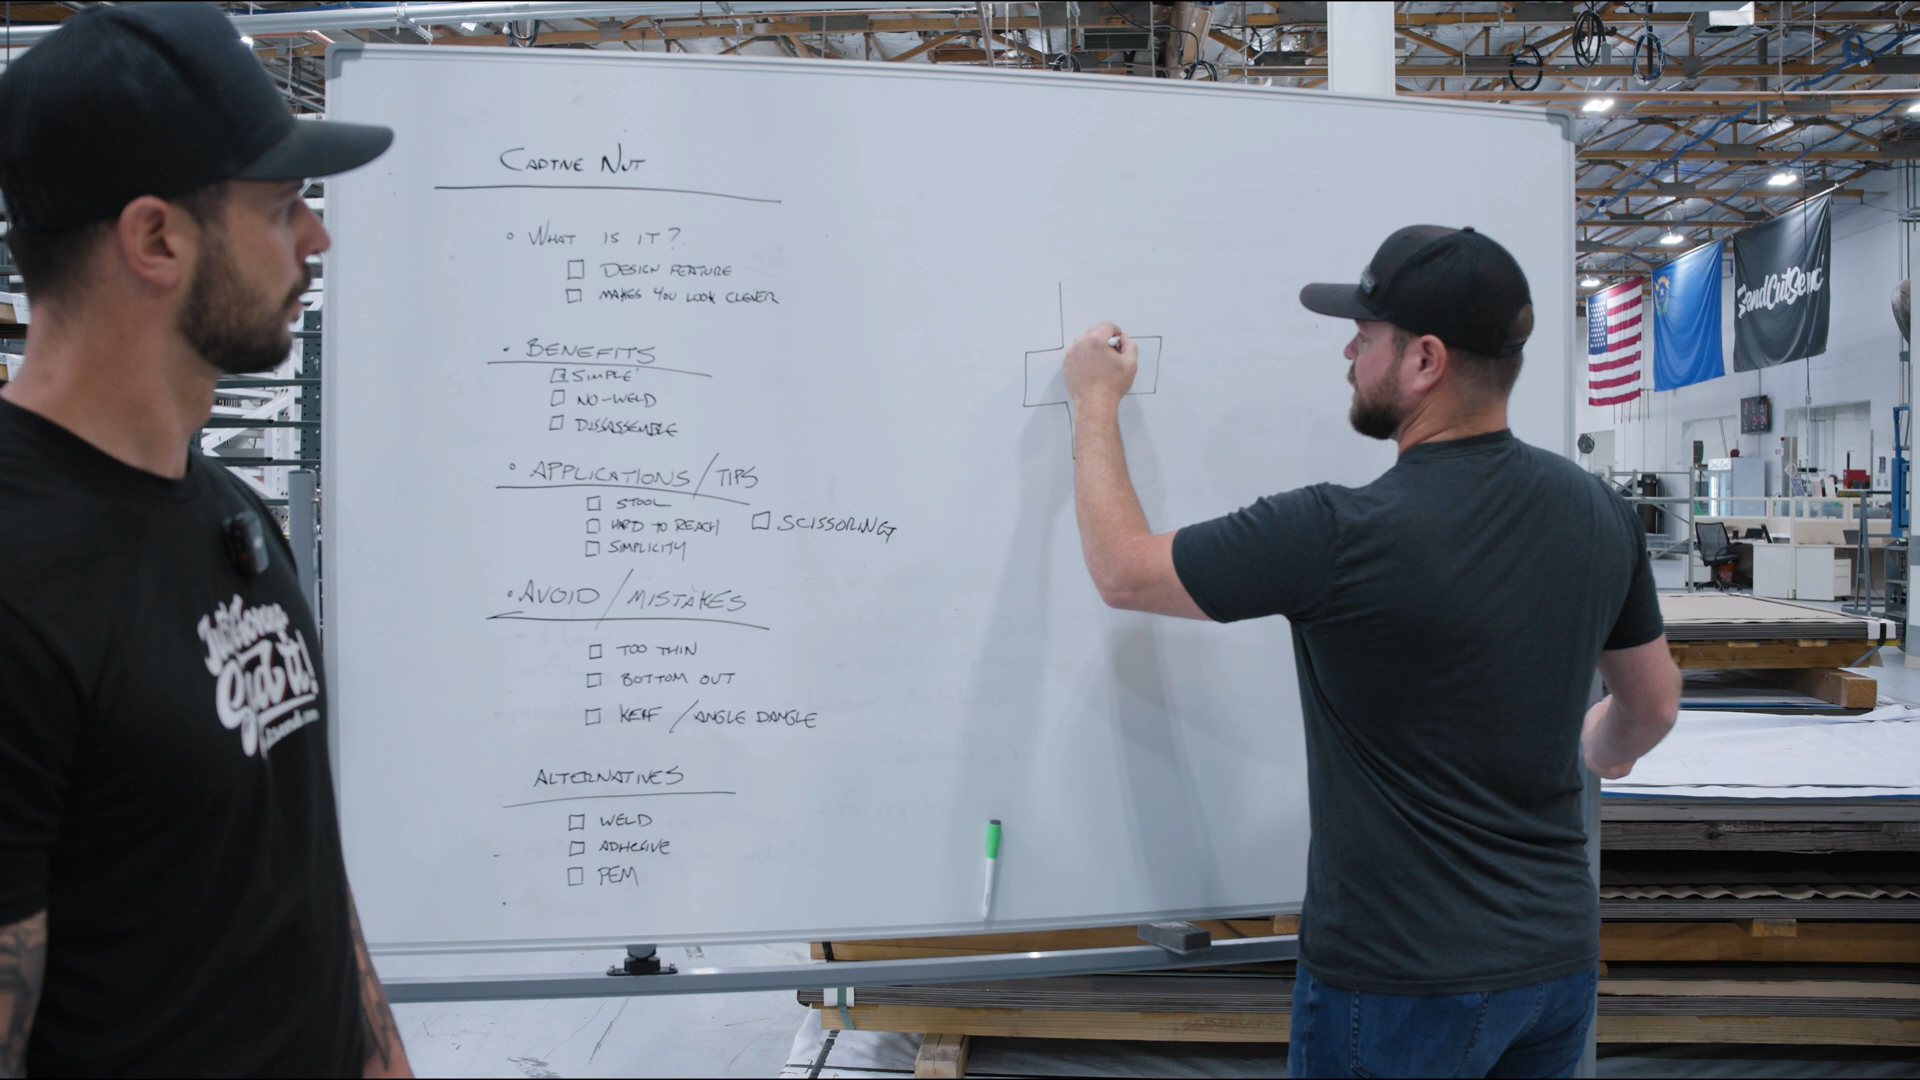 CAPTIVE NUT
• WHAT IS IT?
☐ DESIGN FEATURE
☐ MAKES YOU LOOK CLEVER
• BENEFITS
☐ SIMPLE
☐ NO-WELD
☐ DISSASSEMBLE
• APPLICATIONS/TIPS
☐ STOOL
☐ HARD TO REACH ☐ SCISSORING
☐ SIMPLICITY
• AVOID/MISTAKES
☐ TOO THIN
☐ BOTTOM OUT
☐ KERF / ANGLE DANGLE
ALTERNATIVES
☐ WELD
☐ ADHESIVE
☐ PEM
SendCutSend
Send it!